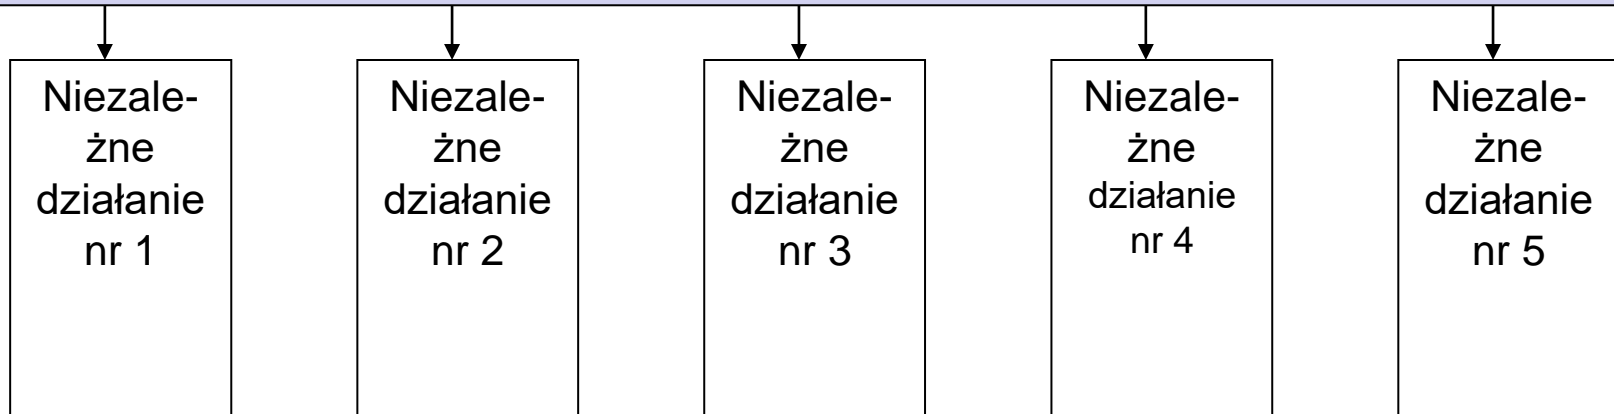 Niezale-
żne
działanie
nr 1
Niezale-
żne
działanie
nr 2
Niezale-
żne
działanie
nr 3
Niezale-
żne
działanie
nr 4
Niezale-
żne
działanie
nr 5